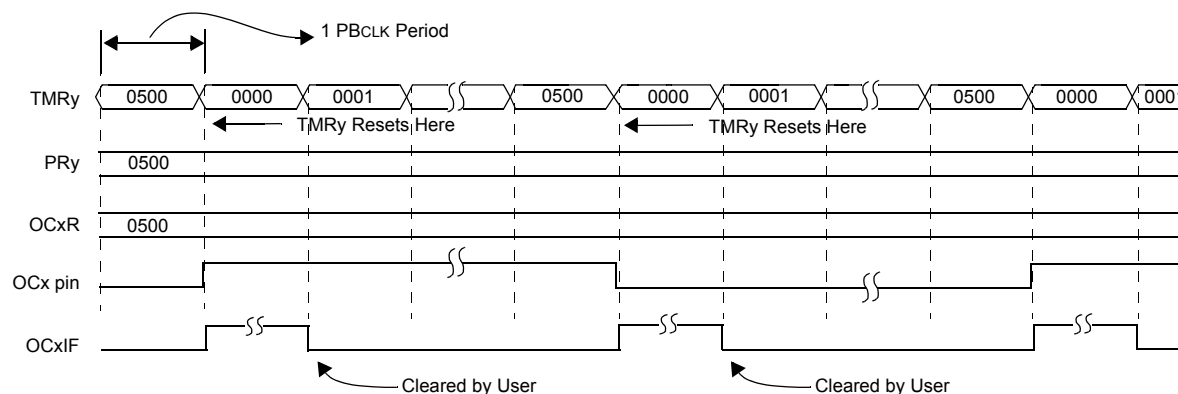 1 PBCLK Period
TMRy 0500 0000 0001 0500 0000 0001 0500 0000 0001
TMRy Resets Here TMRy Resets Here
PRy 0500
OCxR 0500
OCx pin
OCxIF
Cleared by User Cleared by User